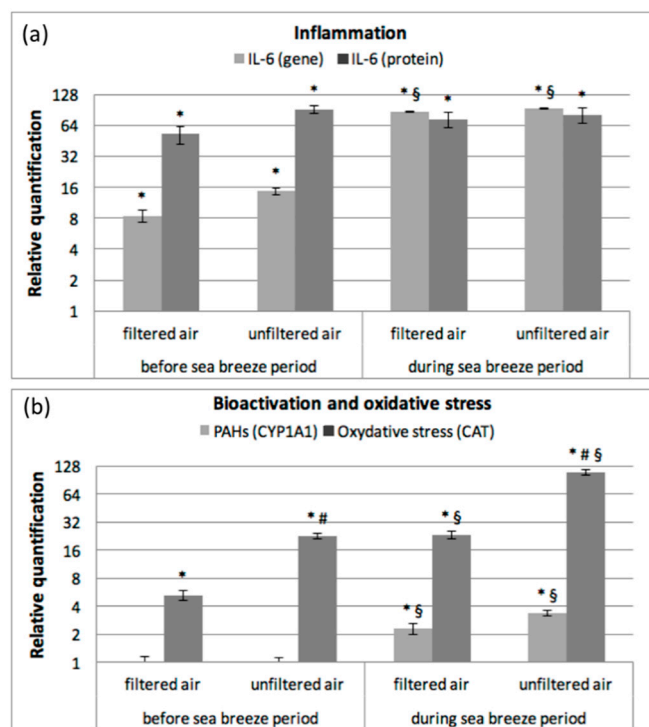 (a)
Inflammation
IL-6 (gene) IL-6 (protein)
Relative quantification
128
64
32
16
8
4
2
1
* * * * * § * * § *
filtered air unfiltered air filtered air unfiltered air
before sea breeze period during sea breeze period
(b)
Bioactivation and oxidative stress
PAHs (CYP1A1) Oxydative stress (CAT)
Relative quantification
128
64
32
16
8
4
2
1
* * # * § * § * § * # §
filtered air unfiltered air filtered air unfiltered air
before sea breeze period during sea breeze period